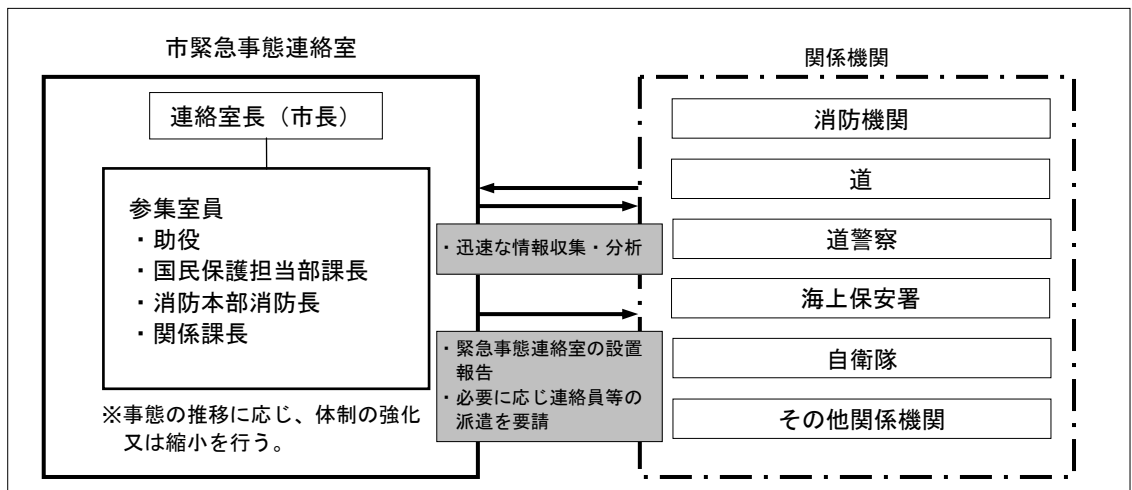 市緊急事態連絡室
連絡室長（市長）
参集室員
・助役
・国民保護担当部課長
・消防本部消防長
・関係課長
※事態の推移に応じ、体制の強化
又は縮小を行う。
・迅速な情報収集・分析
・緊急事態連絡室の設置
報告
・必要に応じ連絡員等の
派遣を要請
関係機関
消防機関
道
道警察
海上保安署
自衛隊
その他関係機関